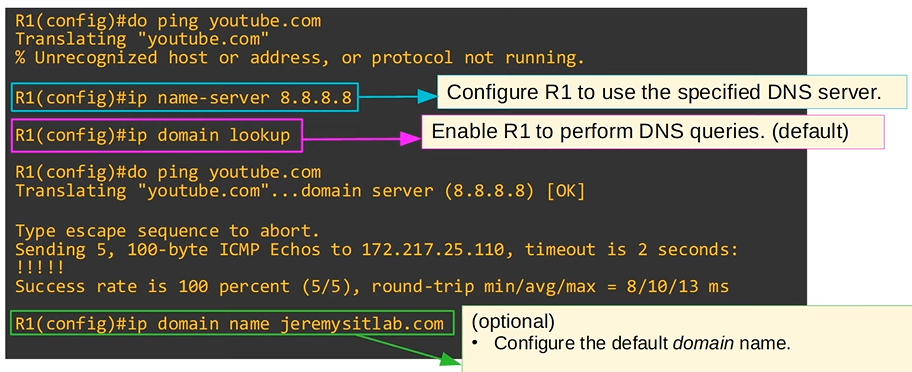 R1(config)#do ping youtube.com
Translating "youtube.com"
% Unrecognized host or address, or protocol not running.
R1(config)#ip name-server 8.8.8.8
Configure R1 to use the specified DNS server.
R1(config)#ip domain lookup
Enable R1 to perform DNS queries. (default)
R1(config)#do ping youtube.com
Translating "youtube.com"...domain server (8.8.8.8) [OK]
Type escape sequence to abort.
Sending 5, 100-byte ICMP Echos to 172.217.25.110, timeout is 2 seconds:
!!!!!
Success rate is 100 percent (5/5), round-trip min/avg/max = 8/10/13 ms
R1(config)#ip domain name jeremysitlab.com
(optional)
• Configure the default domain name.